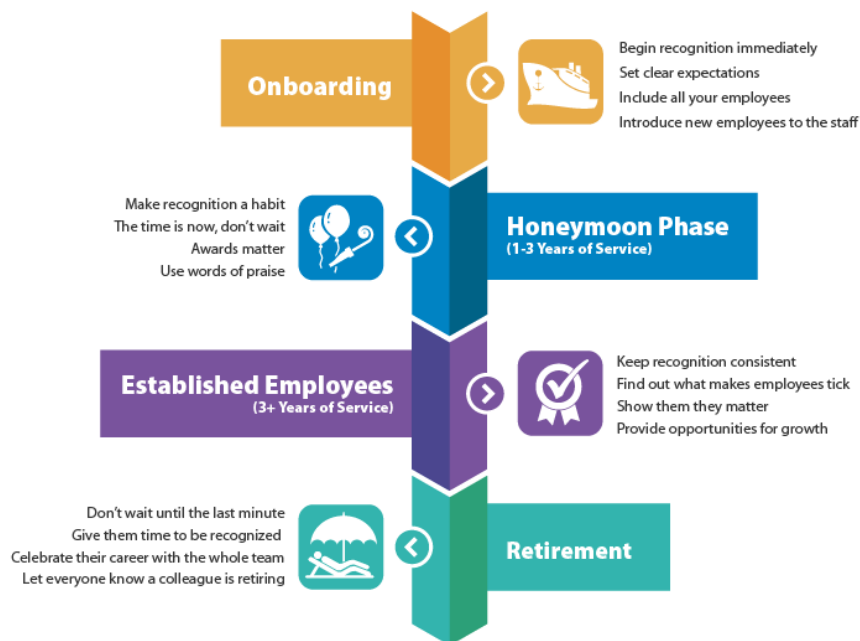 Onboarding
Begin recognition immediately
Set clear expectations
Include all your employees
Introduce new employees to the staff
Make recognition a habit
The time is now, don't wait
Awards matter
Use words of praise
Honeymoon Phase
(1-3 Years of Service)
Established Employees
(3+ Years of Service)
Keep recognition consistent
Find out what makes employees tick
Show them they matter
Provide opportunities for growth
Don't wait until the last minute
Give them time to be recognized
Celebrate their career with the whole team
Let everyone know a colleague is retiring
Retirement